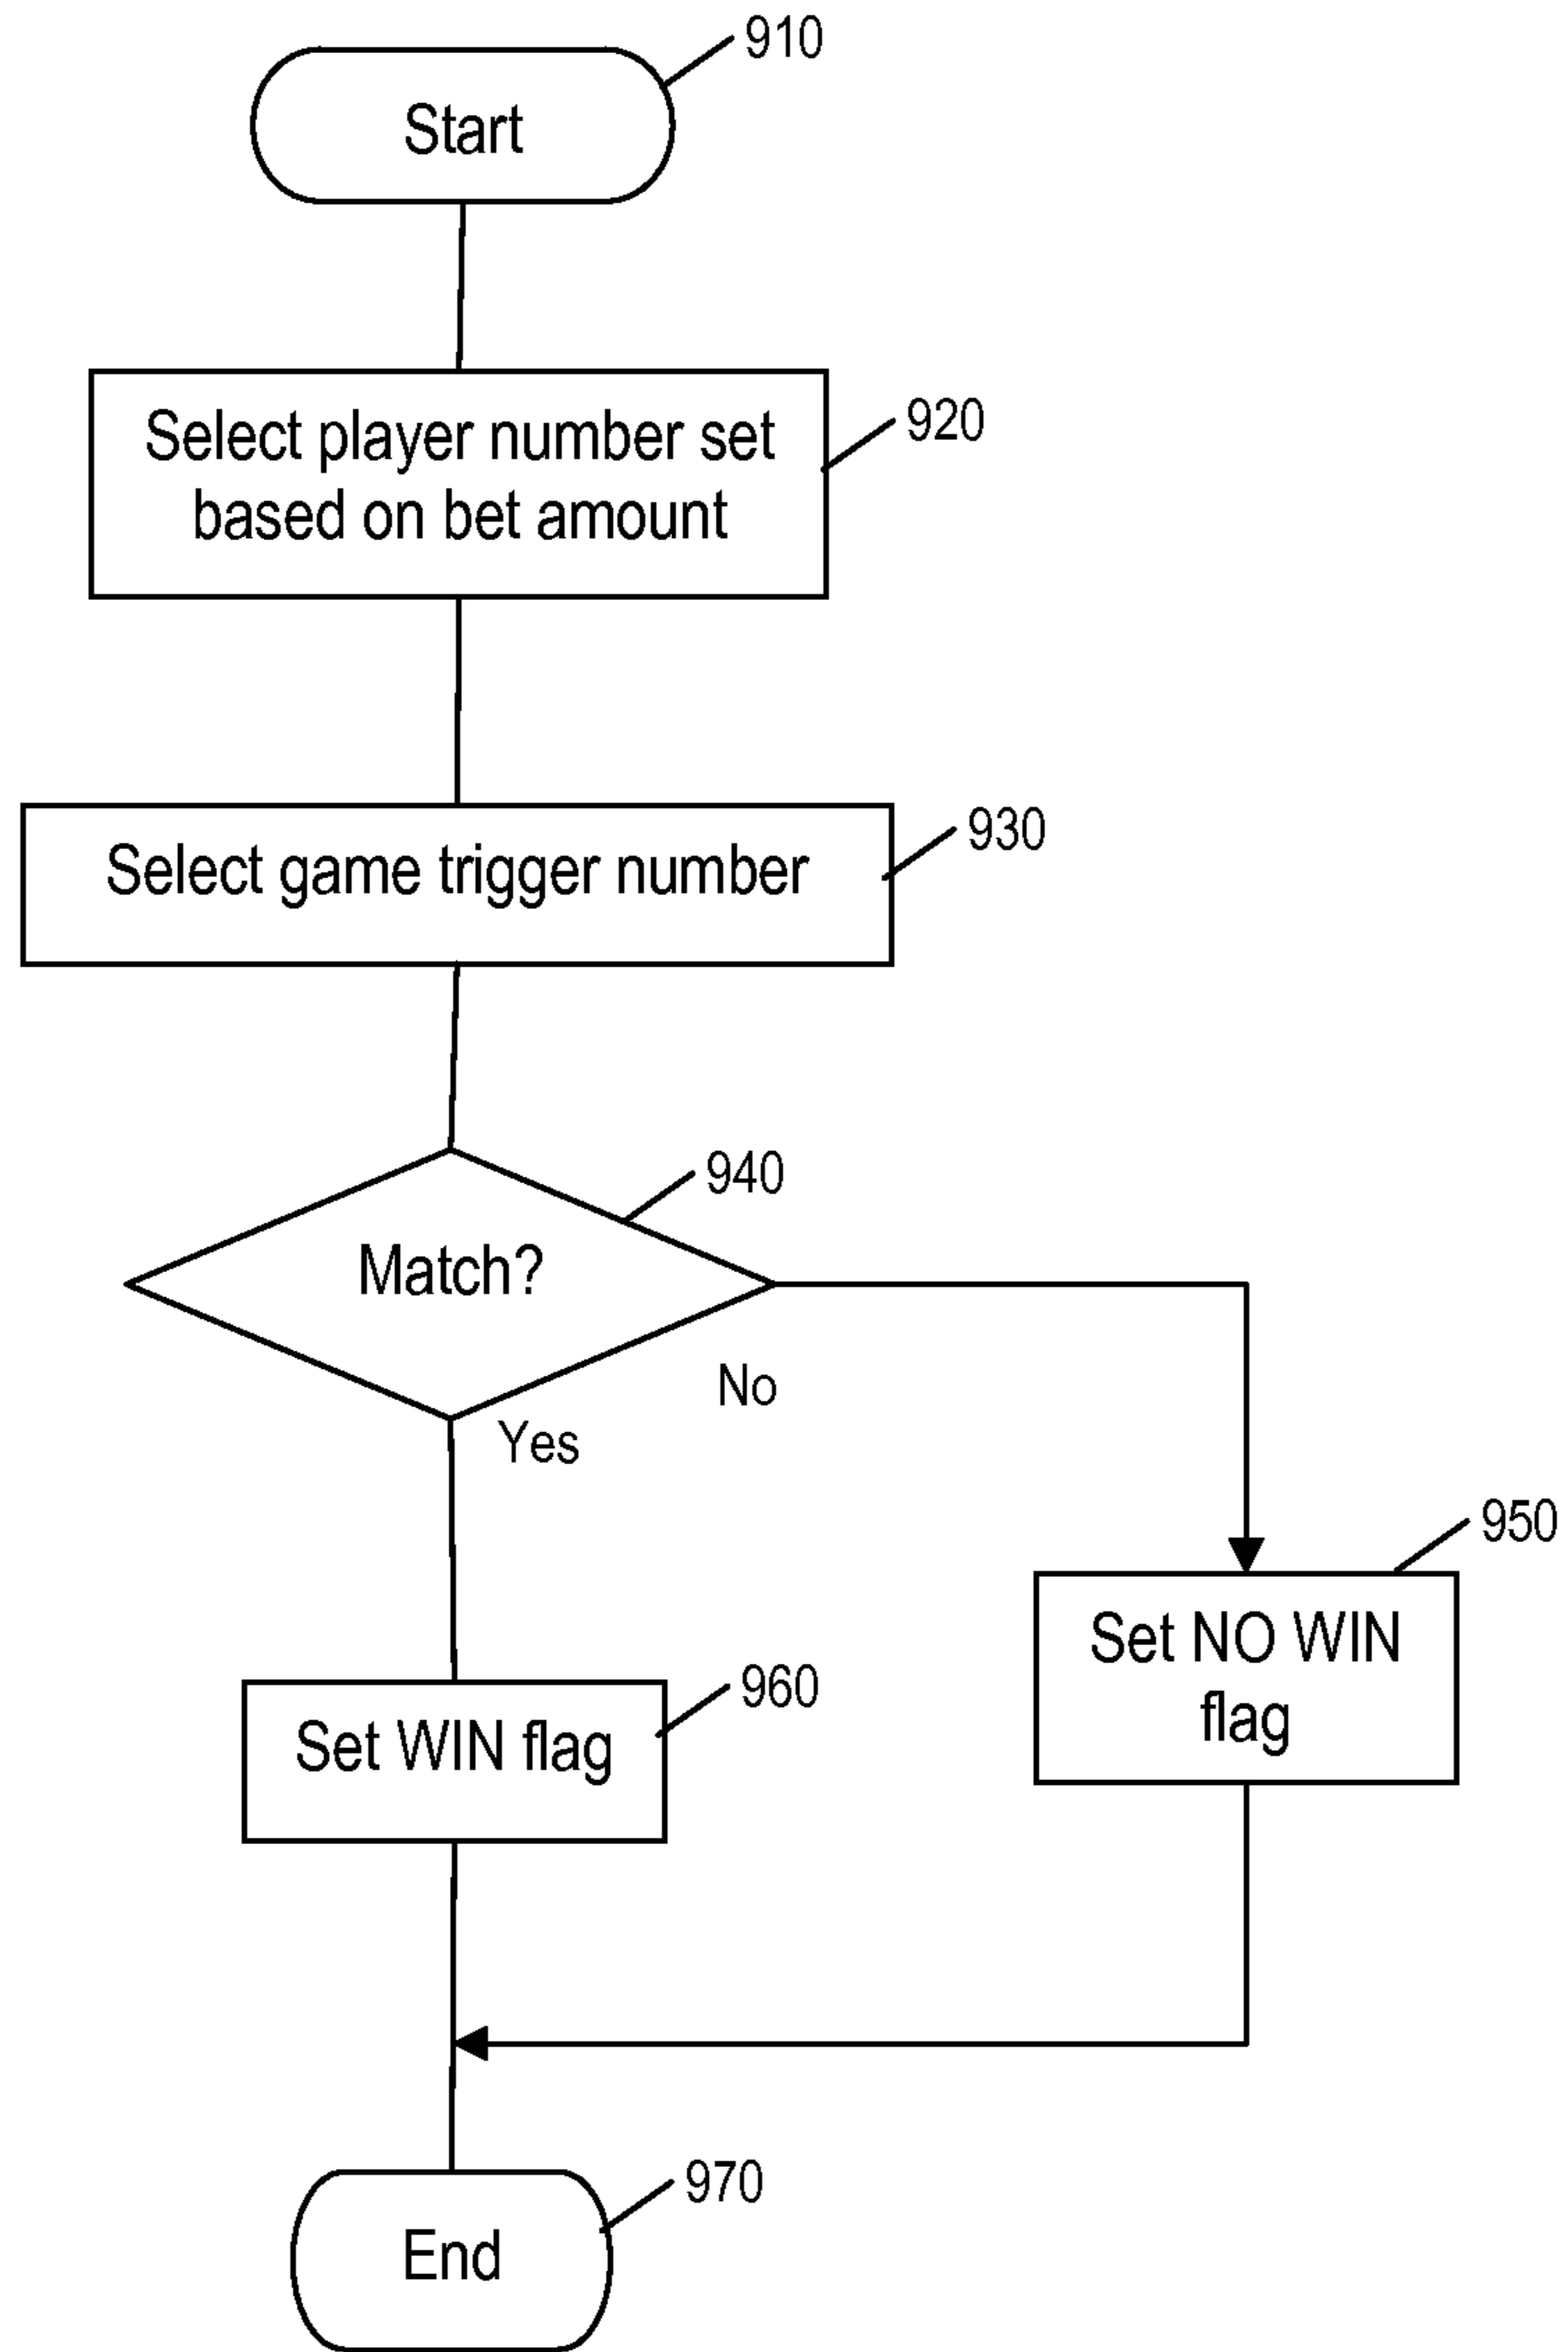 910
Start
920
Select player number set
based on bet amount
930
Select game trigger number
940
Match?
No
Yes
950
Set NO WIN
flag
960
Set WIN flag
970
End